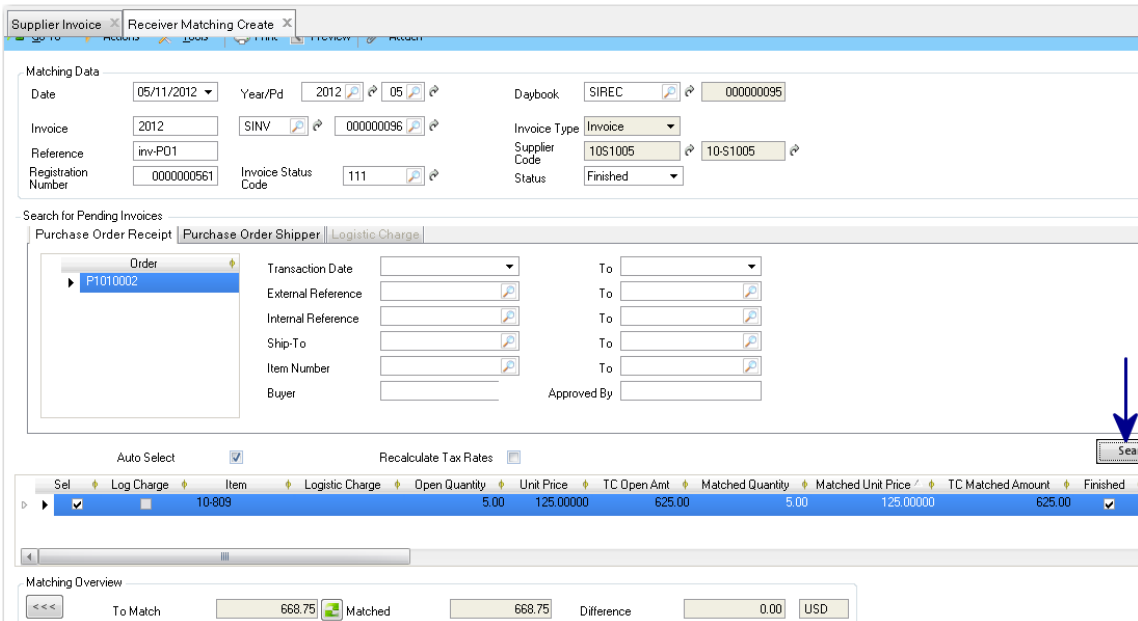 Supplier Invoice × Receiver Matching Create ×
Go To Actions Tools Print Preview Attach
Matching Data
Date 05/11/2012 Year/Pd 2012 05 Daybook SIREC 000000095
Invoice 2012 SINV 000000096 Invoice Type Invoice
Reference inv-PO1 Supplier Code 10S1005 10-S1005
Registration Number 0000000561 Invoice Status Code 111 Status Finished
Search for Pending Invoices
Purchase Order Receipt Purchase Order Shipper Logistic Charge
Order Transaction Date To
P1010002
External Reference To
Internal Reference To
Ship-To To
Item Number To
Buyer Approved By
Auto Select Recalculate Tax Rates Sea
Sel Log Charge Item Logistic Charge Open Quantity Unit Price TC Open Amt Matched Quantity Matched Unit Price TC Matched Amount Finished
10-809 5.00 125.00000 625.00 5.00 125.00000 625.00
Matching Overview
<<< To Match 668.75 Matched 668.75 Difference 0.00 USD